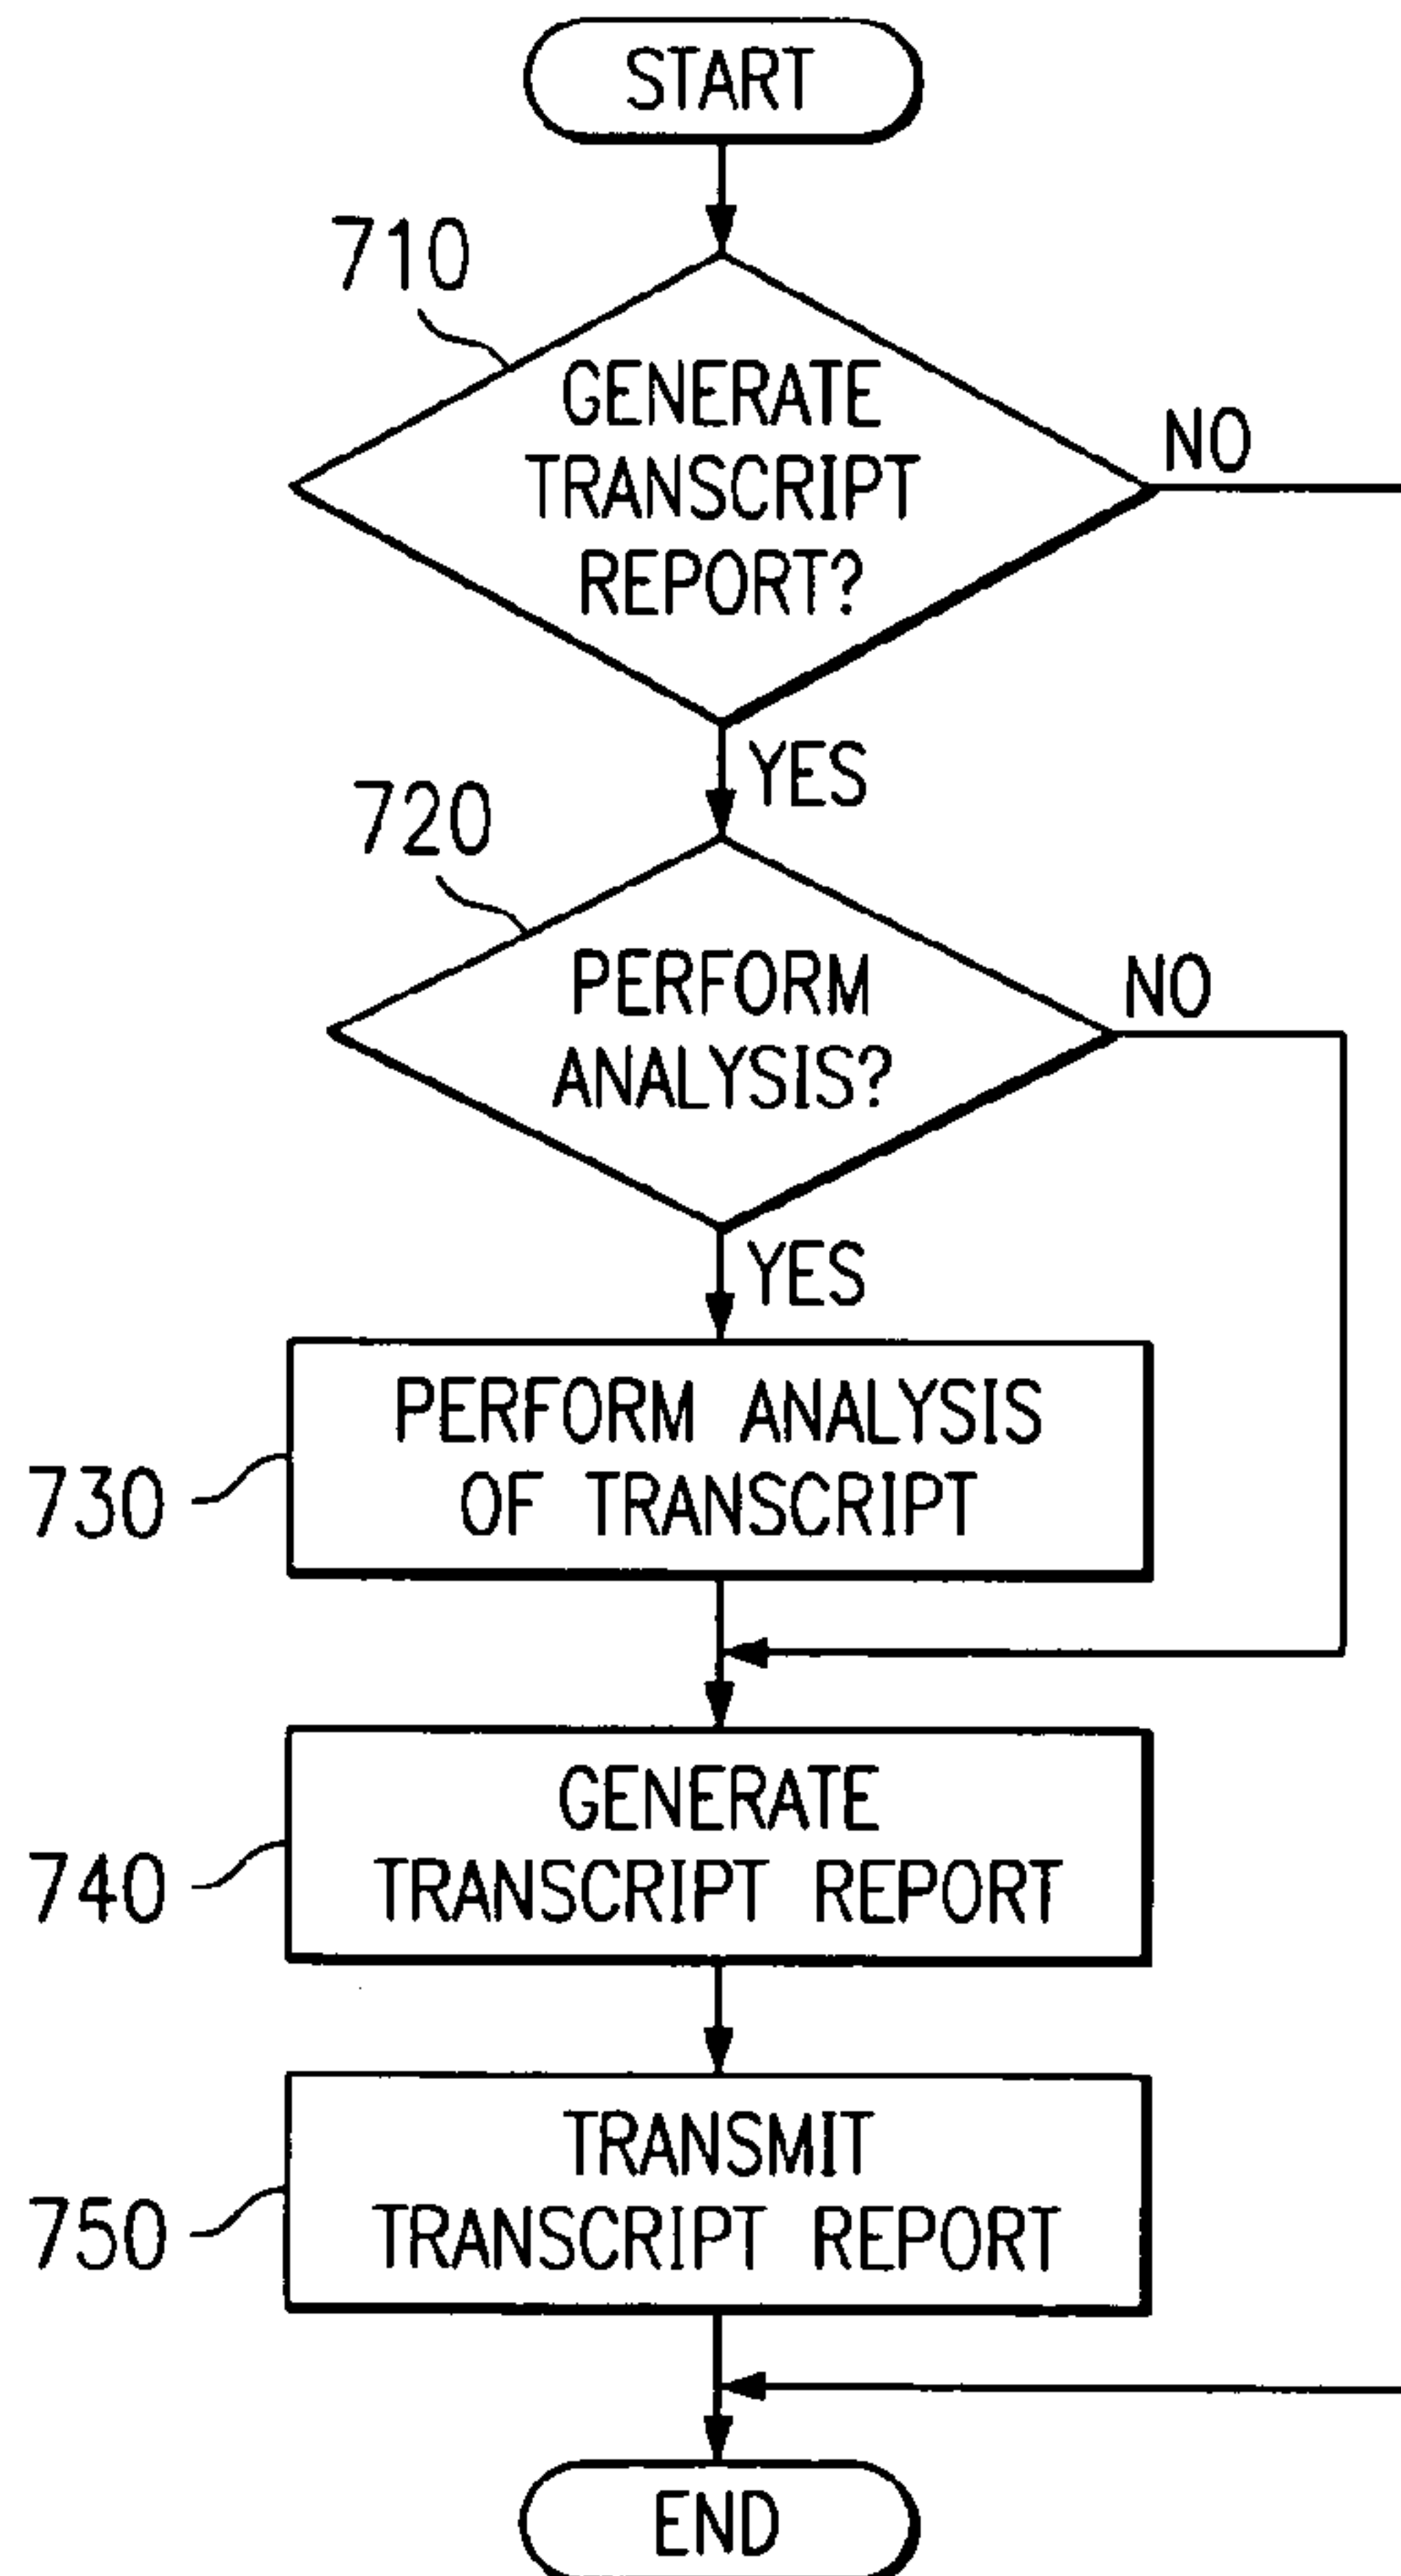 START
710
GENERATE
TRANSCRIPT
REPORT?
NO
YES
720
PERFORM
ANALYSIS?
NO
YES
730
PERFORM ANALYSIS
OF TRANSCRIPT
740
GENERATE
TRANSCRIPT REPORT
750
TRANSMIT
TRANSCRIPT REPORT
END